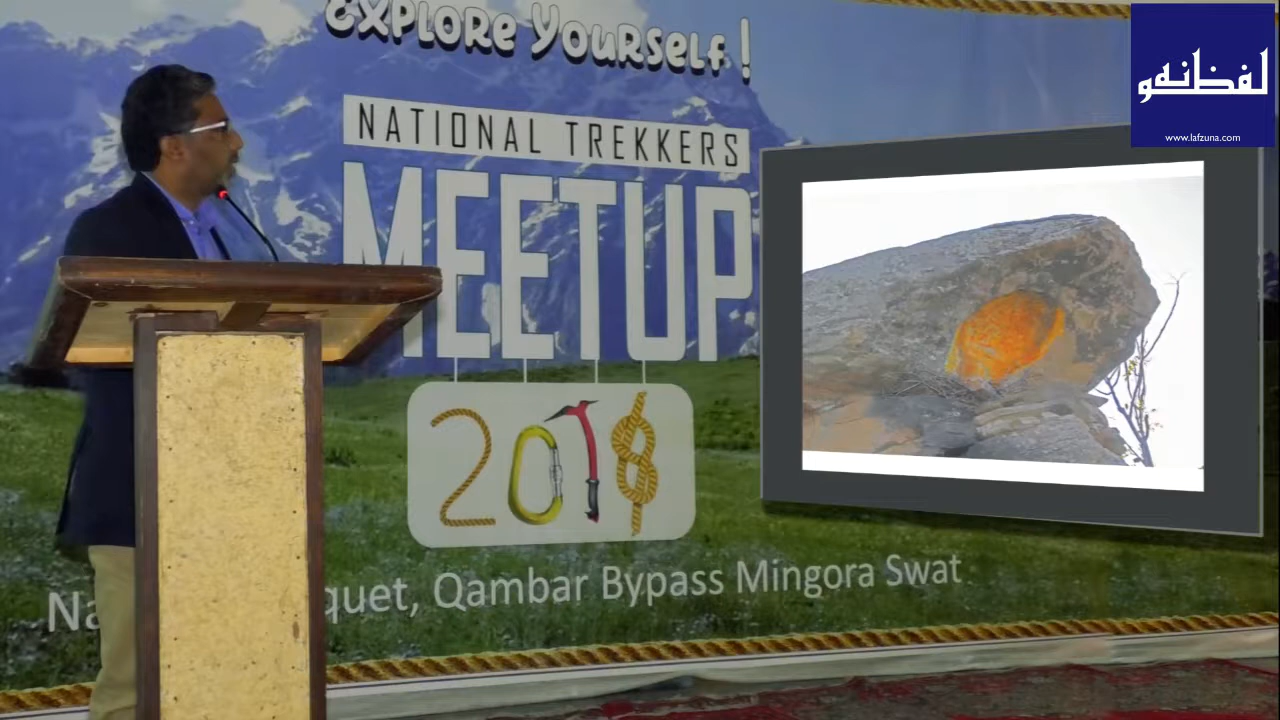 Explore Yourself!
NATIONAL TREKKERS
MEETUP
2018
quet, Qambar Bypass Mingora Swat
لفظونه
www.lafzuna.com